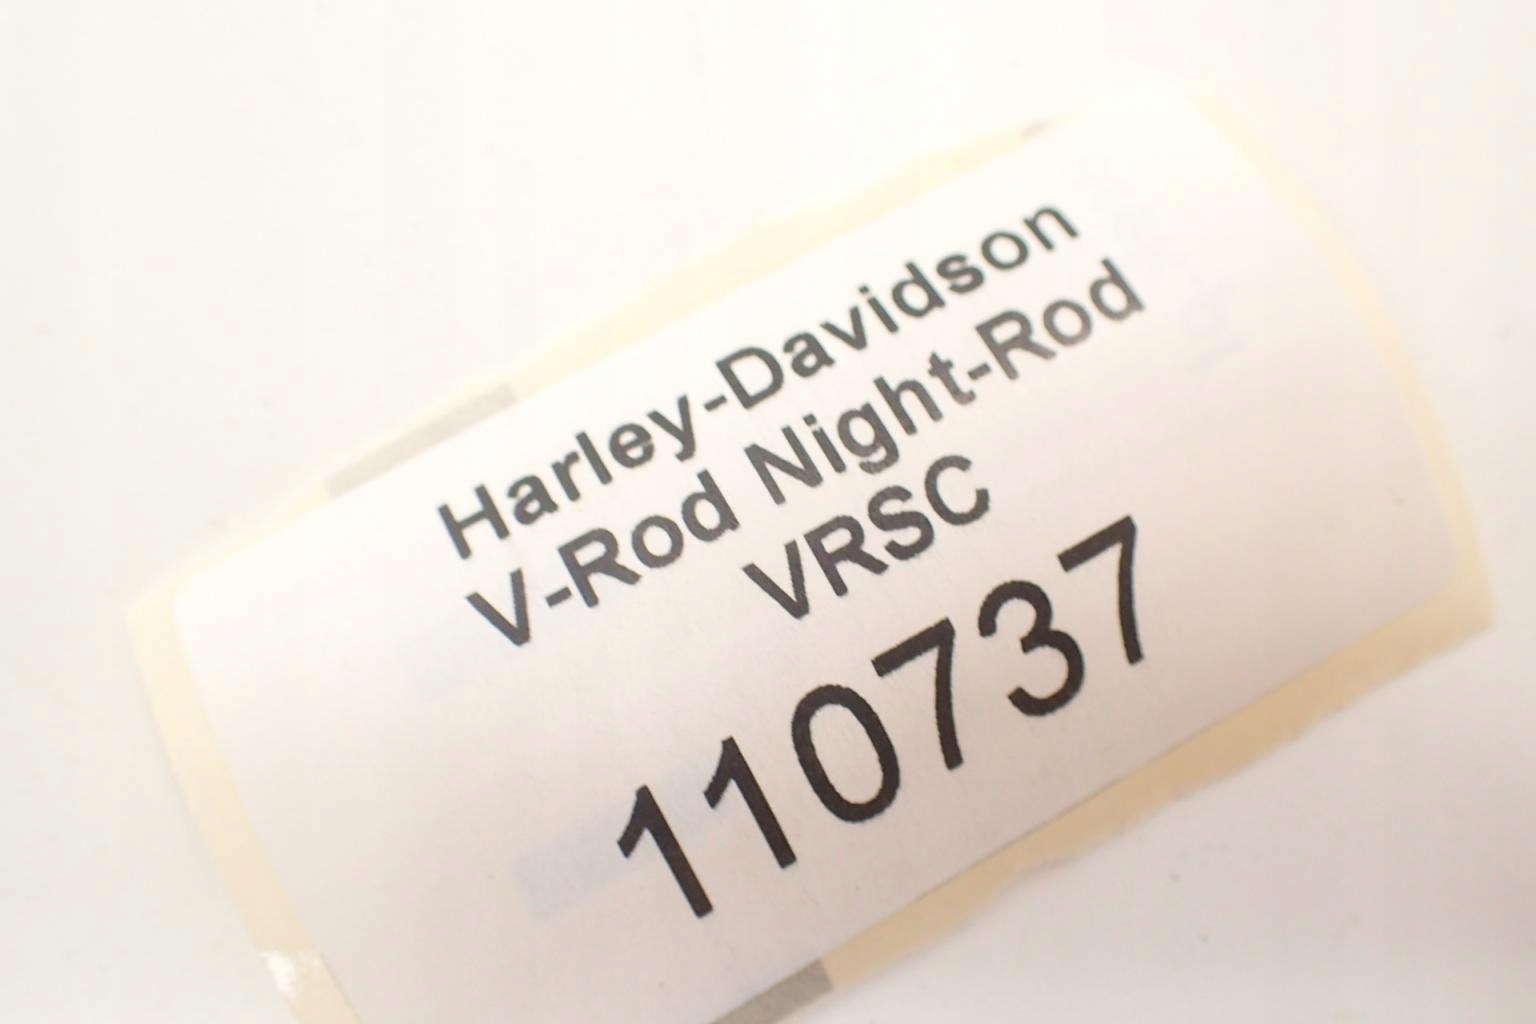 Harley-Davidson
V-Rod Night-Rod
VRSC
110737